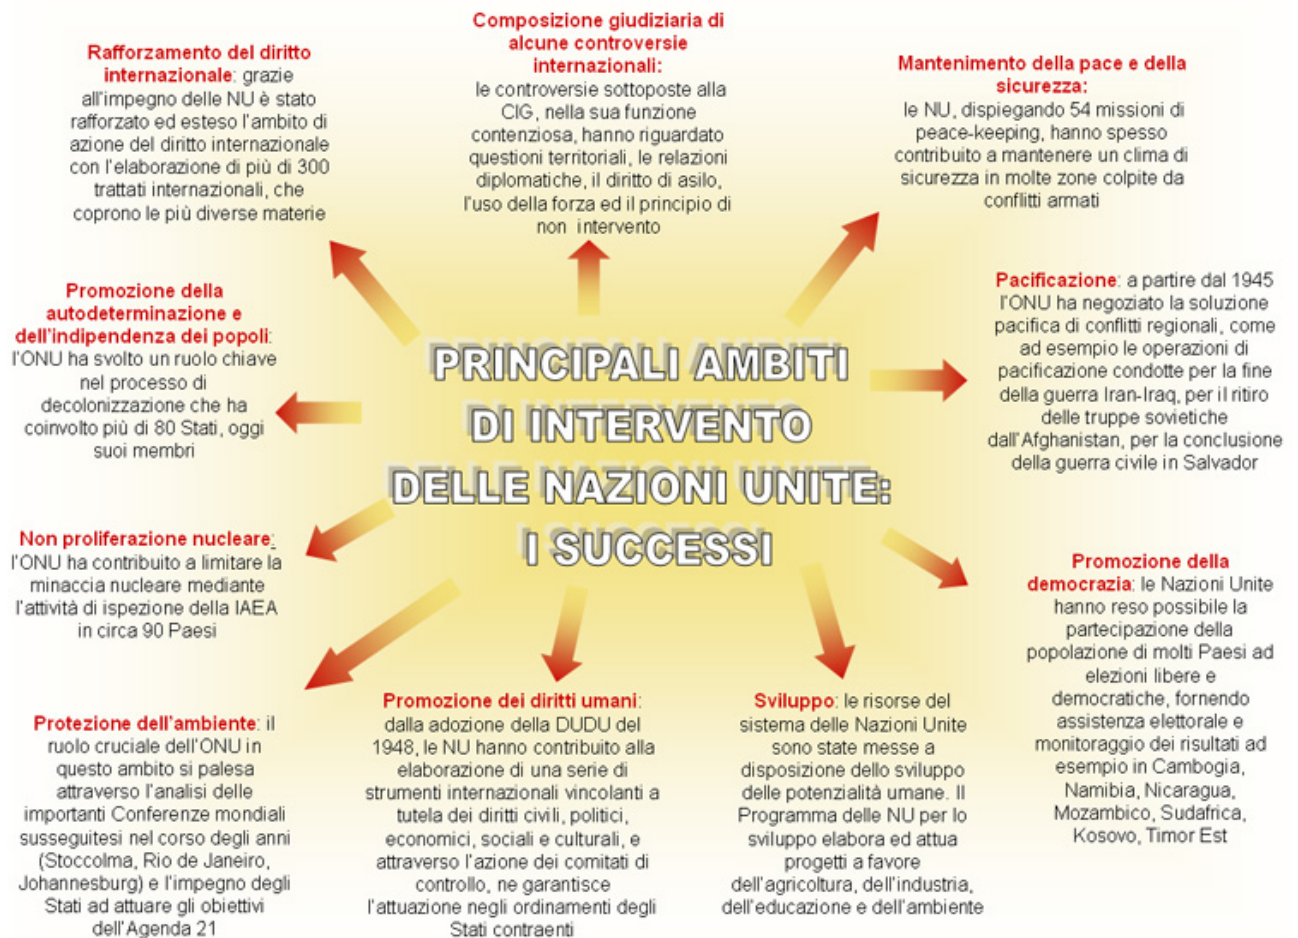 PRINCIPALI AMBITI
DI INTERVENTO
DELLE NAZIONI UNITE:
I SUCCESSI
Composizione giudiziaria di
alcune controversie
internazionali:
le controversie sottoposte alla
CIG, nella sua funzione
contenziosa, hanno riguardato
questioni territoriali, le relazioni
diplomatiche, il diritto di asilo,
l'uso della forza ed il principio di
non intervento
Mantenimento della pace e della
sicurezza:
le NU, dispiegando 54 missioni di
peace-keeping, hanno spesso
contribuito a mantenere un clima di
sicurezza in molte zone colpite da
conflitti armati
Pacificazione: a partire dal 1945
l'ONU ha negoziato la soluzione
pacifica di conflitti regionali, come
ad esempio le operazioni di
pacificazione condotte per la fine
della guerra Iran-Iraq, per il ritiro
delle truppe sovietiche
dall'Afghanistan, per la conclusione
della guerra civile in Salvador
Promozione della
democrazia: le Nazioni Unite
hanno reso possibile la
partecipazione della
popolazione di molti Paesi ad
elezioni libere e
democratiche, fornendo
assistenza elettorale e
monitoraggio dei risultati ad
esempio in Cambogia,
Namibia, Nicaragua,
Mozambico, Sudafrica,
Kosovo, Timor Est
Sviluppo: le risorse del
sistema delle Nazioni Unite
sono state messe a
disposizione dello sviluppo
delle potenzialità umane. Il
Programma delle NU per lo
sviluppo elabora ed attua
progetti a favore
dell'agricoltura, dell'industria,
dell'educazione e dell'ambiente
Promozione dei diritti umani:
dalla adozione della DUDU del
1948, le NU hanno contribuito alla
elaborazione di una serie di
strumenti internazionali vincolanti a
tutela dei diritti civili, politici,
economici, sociali e culturali, e
attraverso l'azione dei comitati di
controllo, ne garantisce
l'attuazione negli ordinamenti degli
Stati contraenti
Protezione dell'ambiente: il
ruolo cruciale dell'ONU in
questo ambito si palesa
attraverso l'analisi delle
importanti Conferenze mondiali
susseguitesi nel corso degli anni
(Stoccolma, Rio de Janeiro,
Johannesburg) e l'impegno degli
Stati ad attuare gli obiettivi
dell'Agenda 21
Non proliferazione nucleare:
l'ONU ha contribuito a limitare la
minaccia nucleare mediante
l'attività di ispezione della IAEA
in circa 90 Paesi
Promozione della
autodeterminazione e
dell'indipendenza dei popoli:
l'ONU ha svolto un ruolo chiave
nel processo di
decolonizzazione che ha
coinvolto più di 80 Stati, oggi
suoi membri
Rafforzamento del diritto
internazionale: grazie
all'impegno delle NU è stato
rafforzato ed esteso l'ambito di
azione del diritto internazionale
con l'elaborazione di più di 300
trattati internazionali, che
coprono le più diverse materie